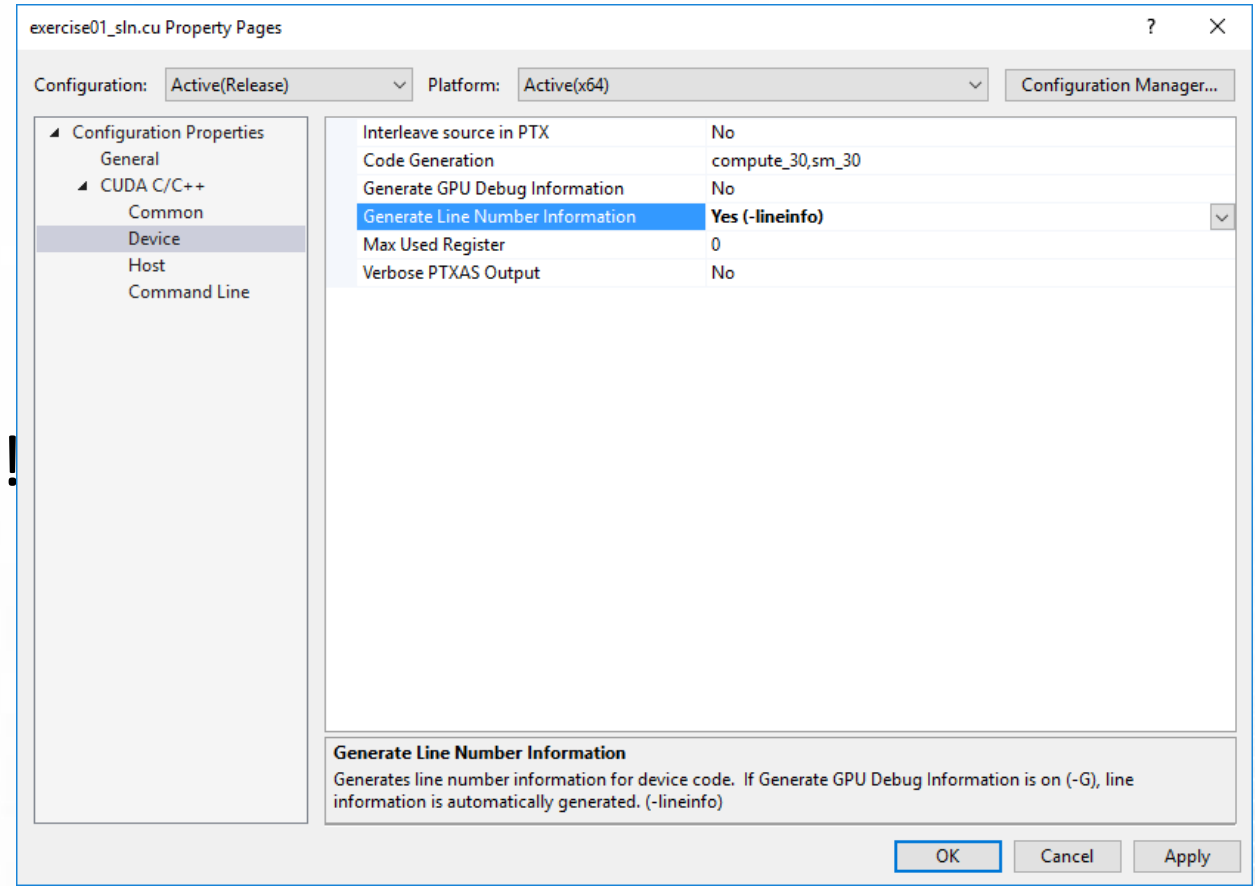 exercise01_sln.cu Property Pages ?
Configuration: Active(Release) Platform: Active(x64) Configuration Manager...
Configuration Properties
General
CUDA C/C++
Common
Device
Host
Command Line
Interleave source in PTX No
Code Generation compute_30,sm_30
Generate GPU Debug Information No
Generate Line Number Information Yes (-lineinfo)
Max Used Register 0
Verbose PTXAS Output No
!
Generate Line Number Information
Generates line number information for device code. If Generate GPU Debug Information is on (-G), line
information is automatically generated. (-lineinfo)
OK Cancel Apply